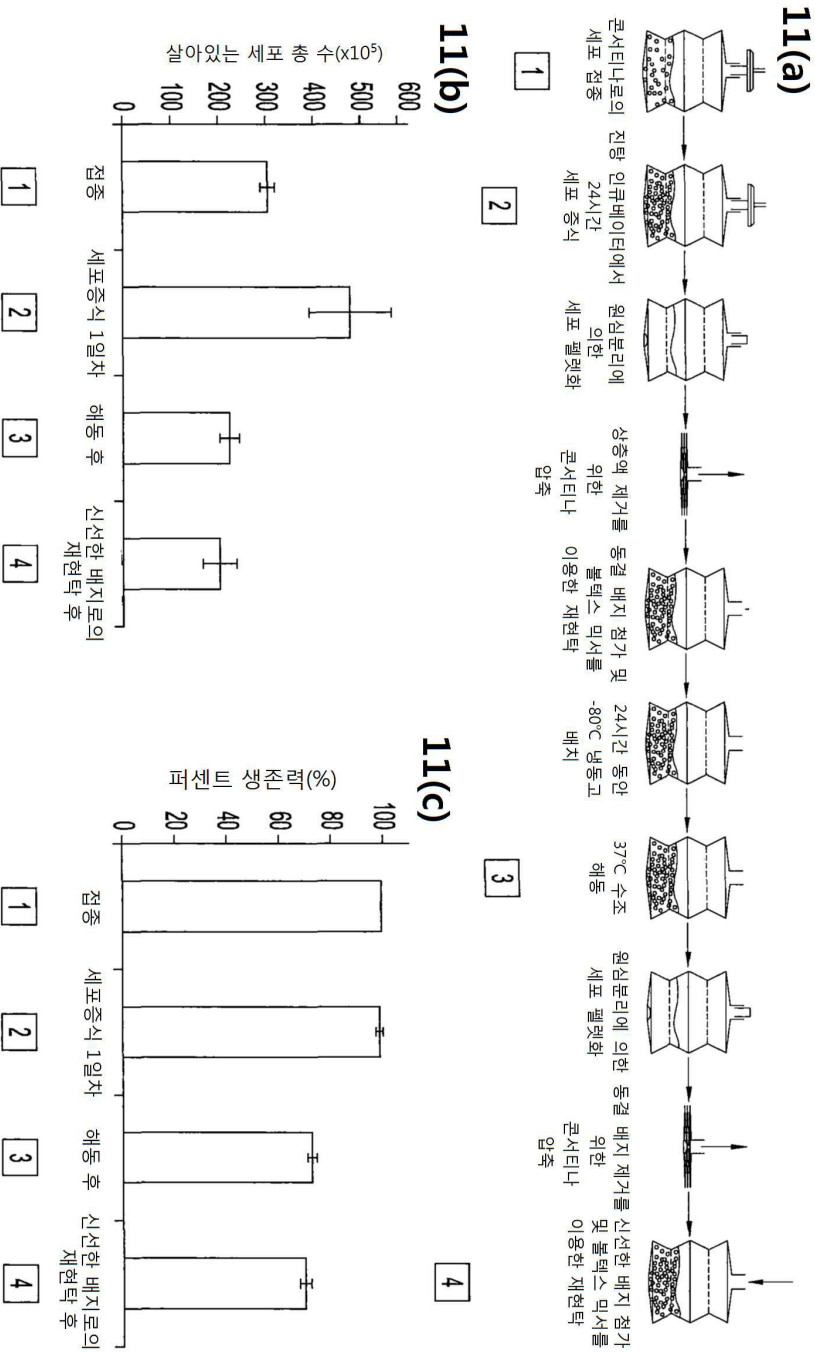 11(a)
콘서티나로의
세포 접종
진탕 인큐베이터에서
24시간
세포 증식
원심분리에
의한
세포 펠렛화
상층액 제거를
위한
콘서티나
압축
동결 배지 첨가 및
볼텍스 믹서를
이용한 재현탁
24시간 동안
-80℃ 냉동고
배치
37℃ 수조
해동
원심분리에 의한
세포 펠렛화
동결 배지 제거를
위한
콘서티나
압축
신선한 배지 첨가
및 볼텍스 믹서를
이용한 재현탁
1
2
3
4
11(b)
살아있는 세포 총 수(x10⁵)
600
500
400
300
200
100
0
접종
세포증식 1일차
해동 후
신선한 배지로의
재현탁 후
1
2
3
4
11(c)
퍼센트 생존력(%)
100
80
60
40
20
0
접종
세포증식 1일차
해동 후
신선한 배지로의
재현탁 후
1
2
3
4